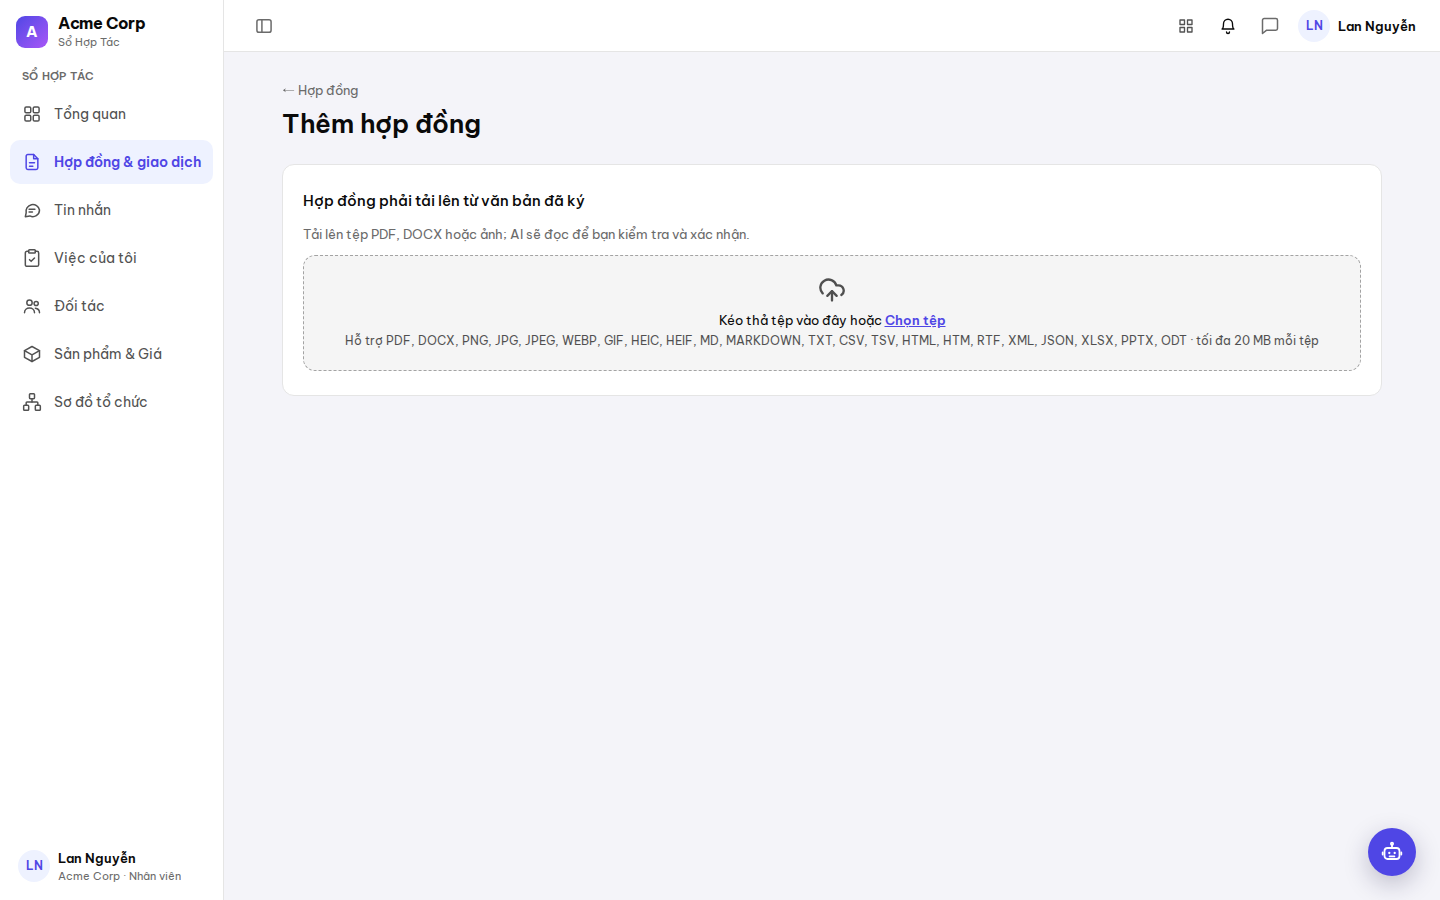 A
Acme Corp
Sổ Hợp Tác
SỔ HỢP TÁC
Tổng quan
Hợp đồng & giao dịch
Tin nhắn
Việc của tôi
Đối tác
Sản phẩm & Giá
Sơ đồ tổ chức
LN
Lan Nguyễn
Acme Corp · Nhân viên
LN
Lan Nguyễn
← Hợp đồng
Thêm hợp đồng
Hợp đồng phải tải lên từ văn bản đã ký
Tải lên tệp PDF, DOCX hoặc ảnh; AI sẽ đọc để bạn kiểm tra và xác nhận.
Kéo thả tệp vào đây hoặc Chọn tệp
Hỗ trợ PDF, DOCX, PNG, JPG, JPEG, WEBP, GIF, HEIC, HEIF, MD, MARKDOWN, TXT, CSV, TSV, HTML, HTM, RTF, XML, JSON, XLSX, PPTX, ODT · tối đa 20 MB mỗi tệp